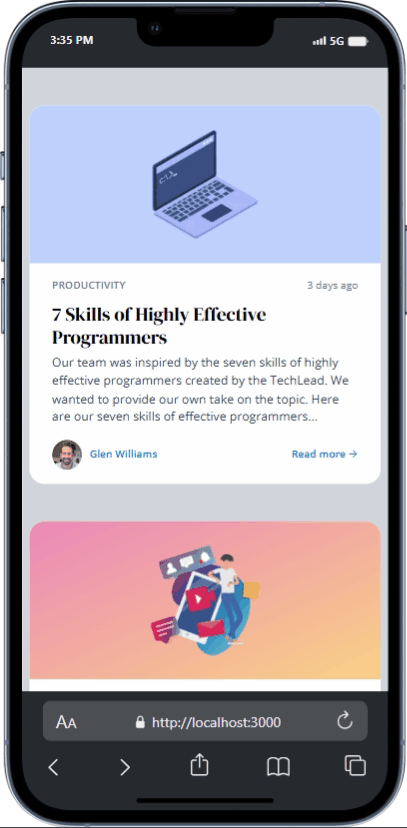 3:35 PM
5G
C:\>_
PRODUCTIVITY
3 days ago
7 Skills of Highly Effective
Programmers
Our team was inspired by the seven skills of highly
effective programmers created by the TechLead. We
wanted to provide our own take on the topic. Here
are our seven skills of effective programmers...
Glen Williams
Read more →
AA
http://localhost:3000